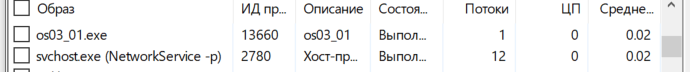 Образ ИД пр... Описание Состоя... Потоки ЦП Средне...
os03_01.exe 13660 os03_01 Выпол... 1 0 0.02
svchost.exe (NetworkService -p) 2780 Хост-пр... Выпол... 12 0 0.02